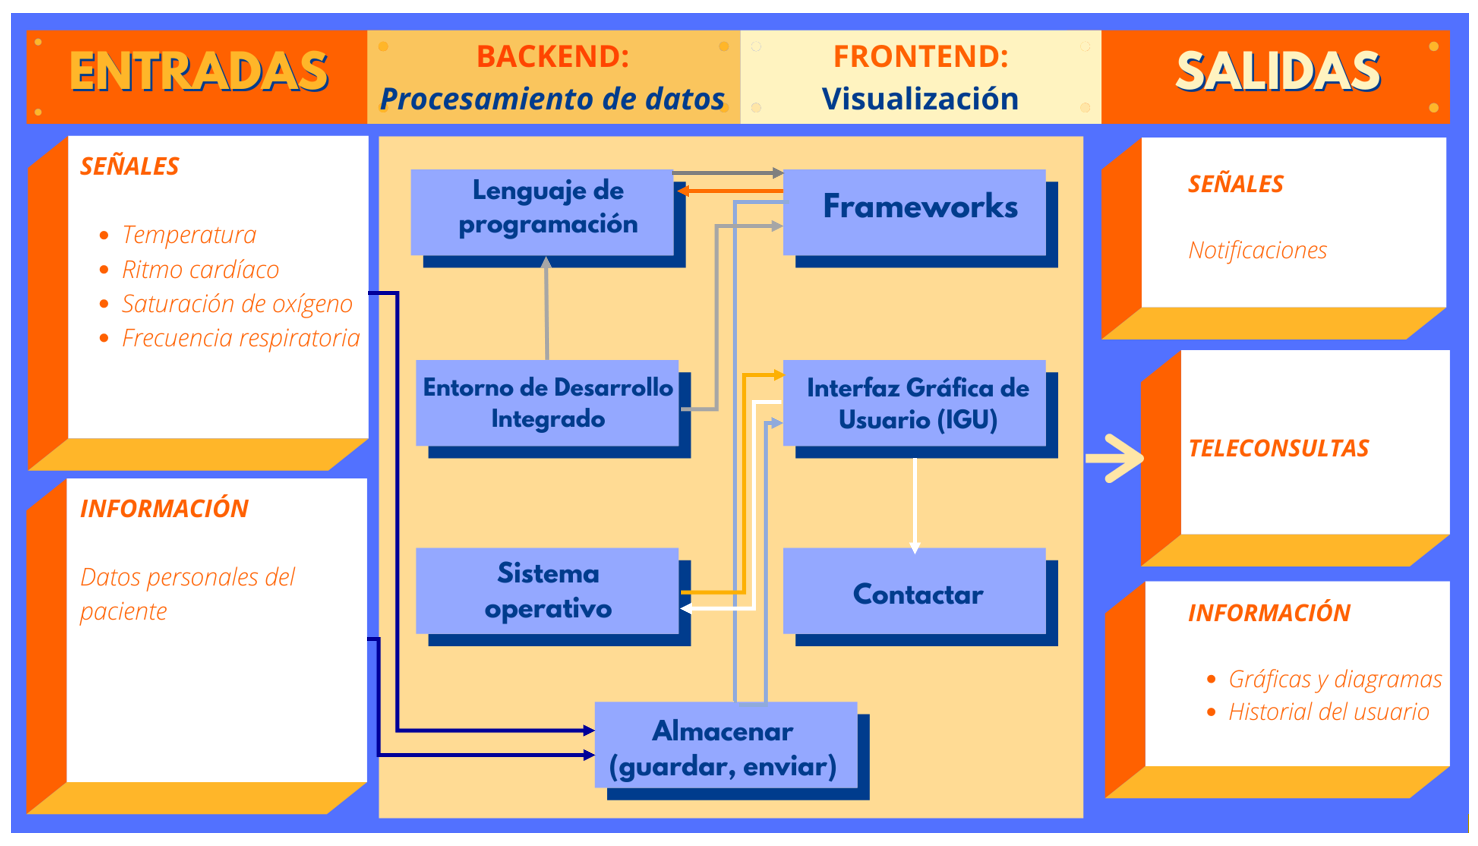 ENTRADAS
BACKEND:
Procesamiento de datos
FRONTEND:
Visualización
SALIDAS
SEÑALES
Temperatura
Ritmo cardíaco
Saturación de oxígeno
Frecuencia respiratoria
INFORMACIÓN
Datos personales del
paciente
Lenguaje de
programación
Frameworks
Entorno de Desarrollo
Integrado
Interfaz Gráfica de
Usuario (IGU)
Sistema
operativo
Contactar
Almacenar
(guardar, enviar)
SEÑALES
Notificaciones
TELECONSULTAS
INFORMACIÓN
Gráficas y diagramas
Historial del usuario